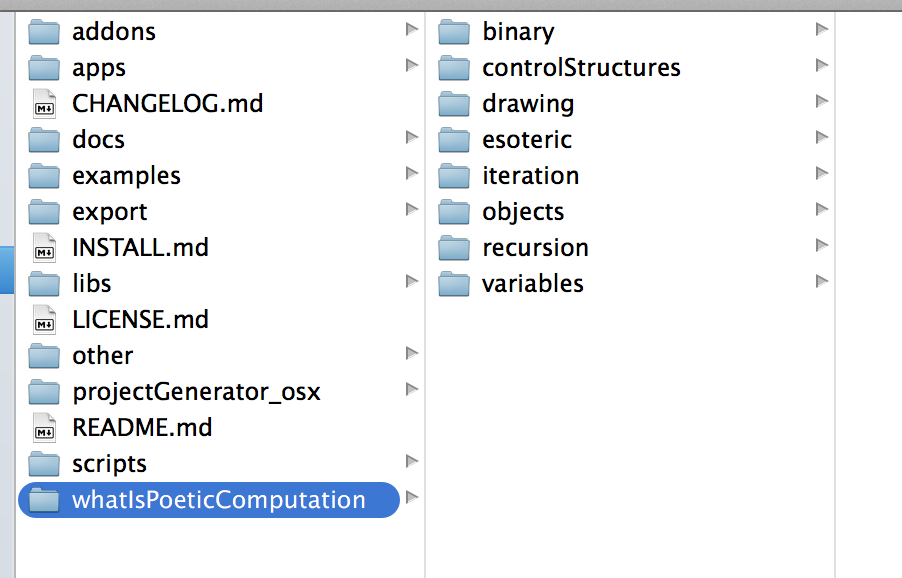 addons
apps
CHANGELOG.md
docs
examples
export
INSTALL.md
libs
LICENSE.md
other
projectGenerator_osx
README.md
scripts
whatIsPoeticComputation
binary
controlStructures
drawing
esoteric
iteration
objects
recursion
variables